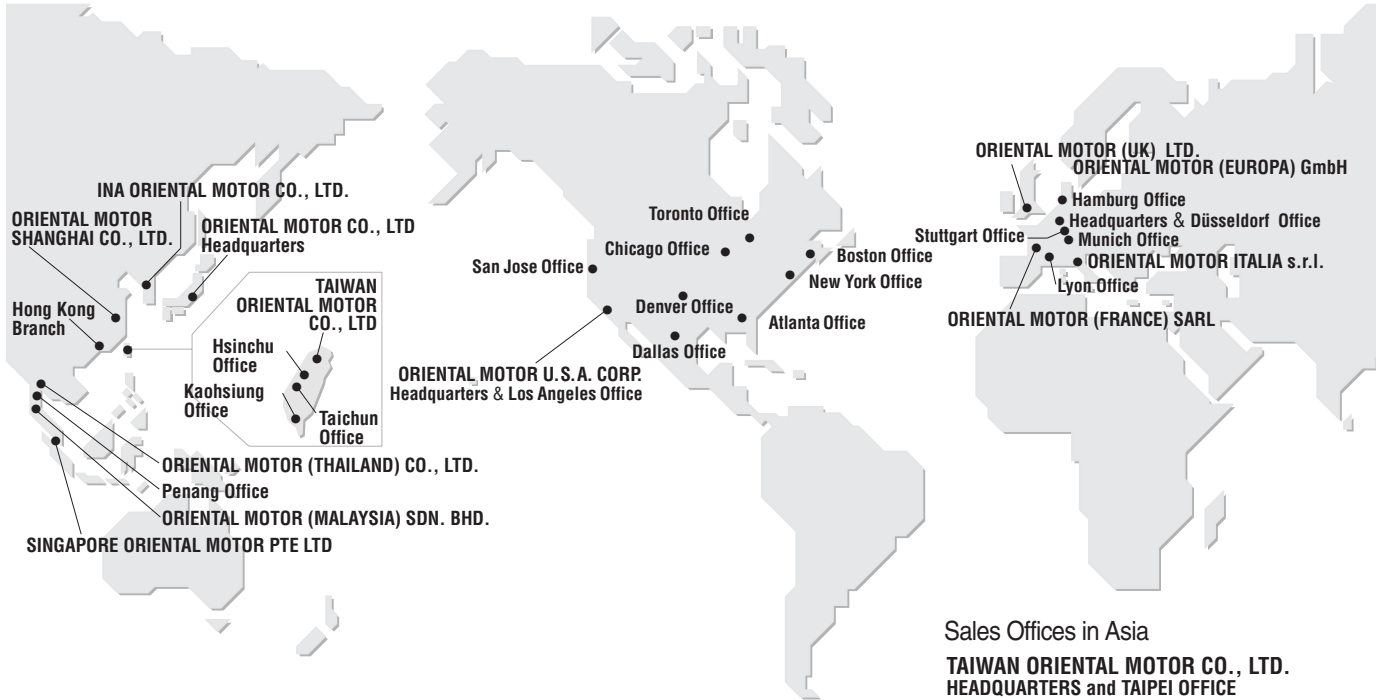 INA ORIENTAL MOTOR CO., LTD.
ORIENTAL MOTOR
SHANGHAI CO., LTD.
ORIENTAL MOTOR CO., LTD
Headquarters
Hong Kong
Branch
TAIWAN
ORIENTAL MOTOR
CO., LTD
Hsinchu
Office
Kaohsiung
Office
Taichun
Office
ORIENTAL MOTOR (THAILAND) CO., LTD.
Penang Office
ORIENTAL MOTOR (MALAYSIA) SDN. BHD.
SINGAPORE ORIENTAL MOTOR PTE LTD
Toronto Office
Chicago Office
San Jose Office
Boston Office
New York Office
Denver Office
Atlanta Office
Dallas Office
ORIENTAL MOTOR U.S.A. CORP.
Headquarters & Los Angeles Office
ORIENTAL MOTOR (UK) LTD.
ORIENTAL MOTOR (EUROPA) GmbH
Hamburg Office
Headquarters & Düsseldorf Office
Stuttgart Office
Munich Office
ORIENTAL MOTOR ITALIA s.r.l.
Lyon Office
ORIENTAL MOTOR (FRANCE) SARL
Sales Offices in Asia
TAIWAN ORIENTAL MOTOR CO., LTD.
HEADQUARTERS and TAIPEI OFFICE